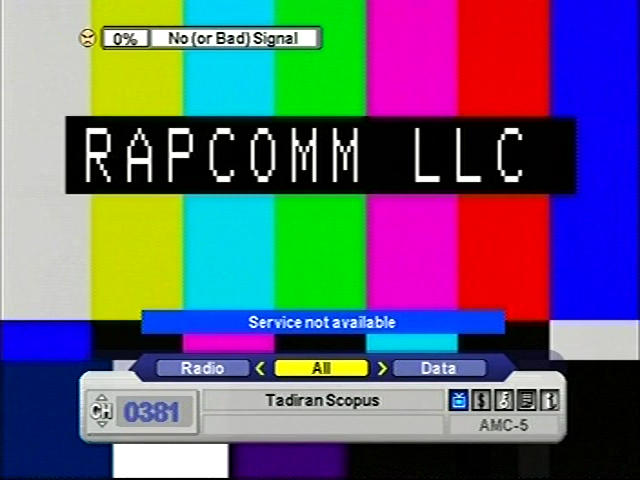 0% No (or Bad) Signal
RAPCOMM LLC
Service not available
Radio < All > Data
CH 0381 Tadiran Scopus $
AMC-5